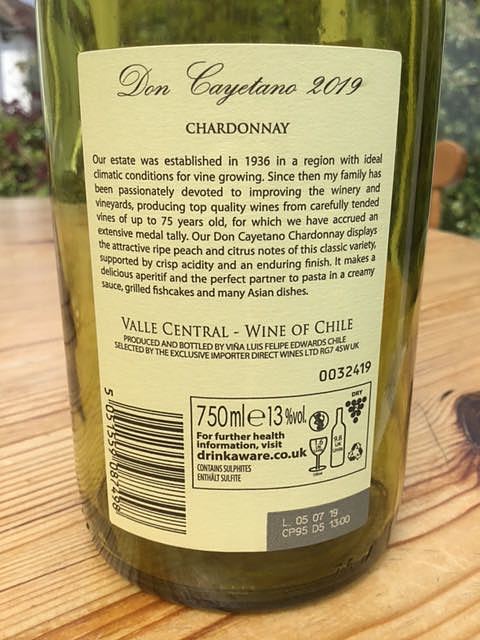 Don Cayetano 2019
CHARDONNAY
Our estate was established in 1936 in a region with ideal
climatic conditions for vine growing. Since then my family has
been passionately devoted to improving the winery and
vineyards, producing top quality wines from carefully tended
vines of up to 75 years old, for which we have accrued an
extensive medal tally. Our Don Cayetano Chardonnay displays
the attractive ripe peach and citrus notes of this classic variety,
supported by crisp acidity and an enduring finish. It makes a
delicious aperitif and the perfect partner to pasta in a creamy
sauce, grilled fishcakes and many Asian dishes.
VALLE CENTRAL - WINE OF CHILE
PRODUCED AND BOTTLED BY VIÑA LUIS FELIPE EDWARDS CHILE
SELECTED BY THE EXCLUSIVE IMPORTER DIRECT WINES LTD RG7 4SW UK
0032419
750ml e 13%vol.
DRY
For further health
information, visit
drinkaware.co.uk
CONTAINS SULPHITES
ENTHÄLT SULFITE
1.6
9.8
L. 05 07 19
CP95 D5 13:00